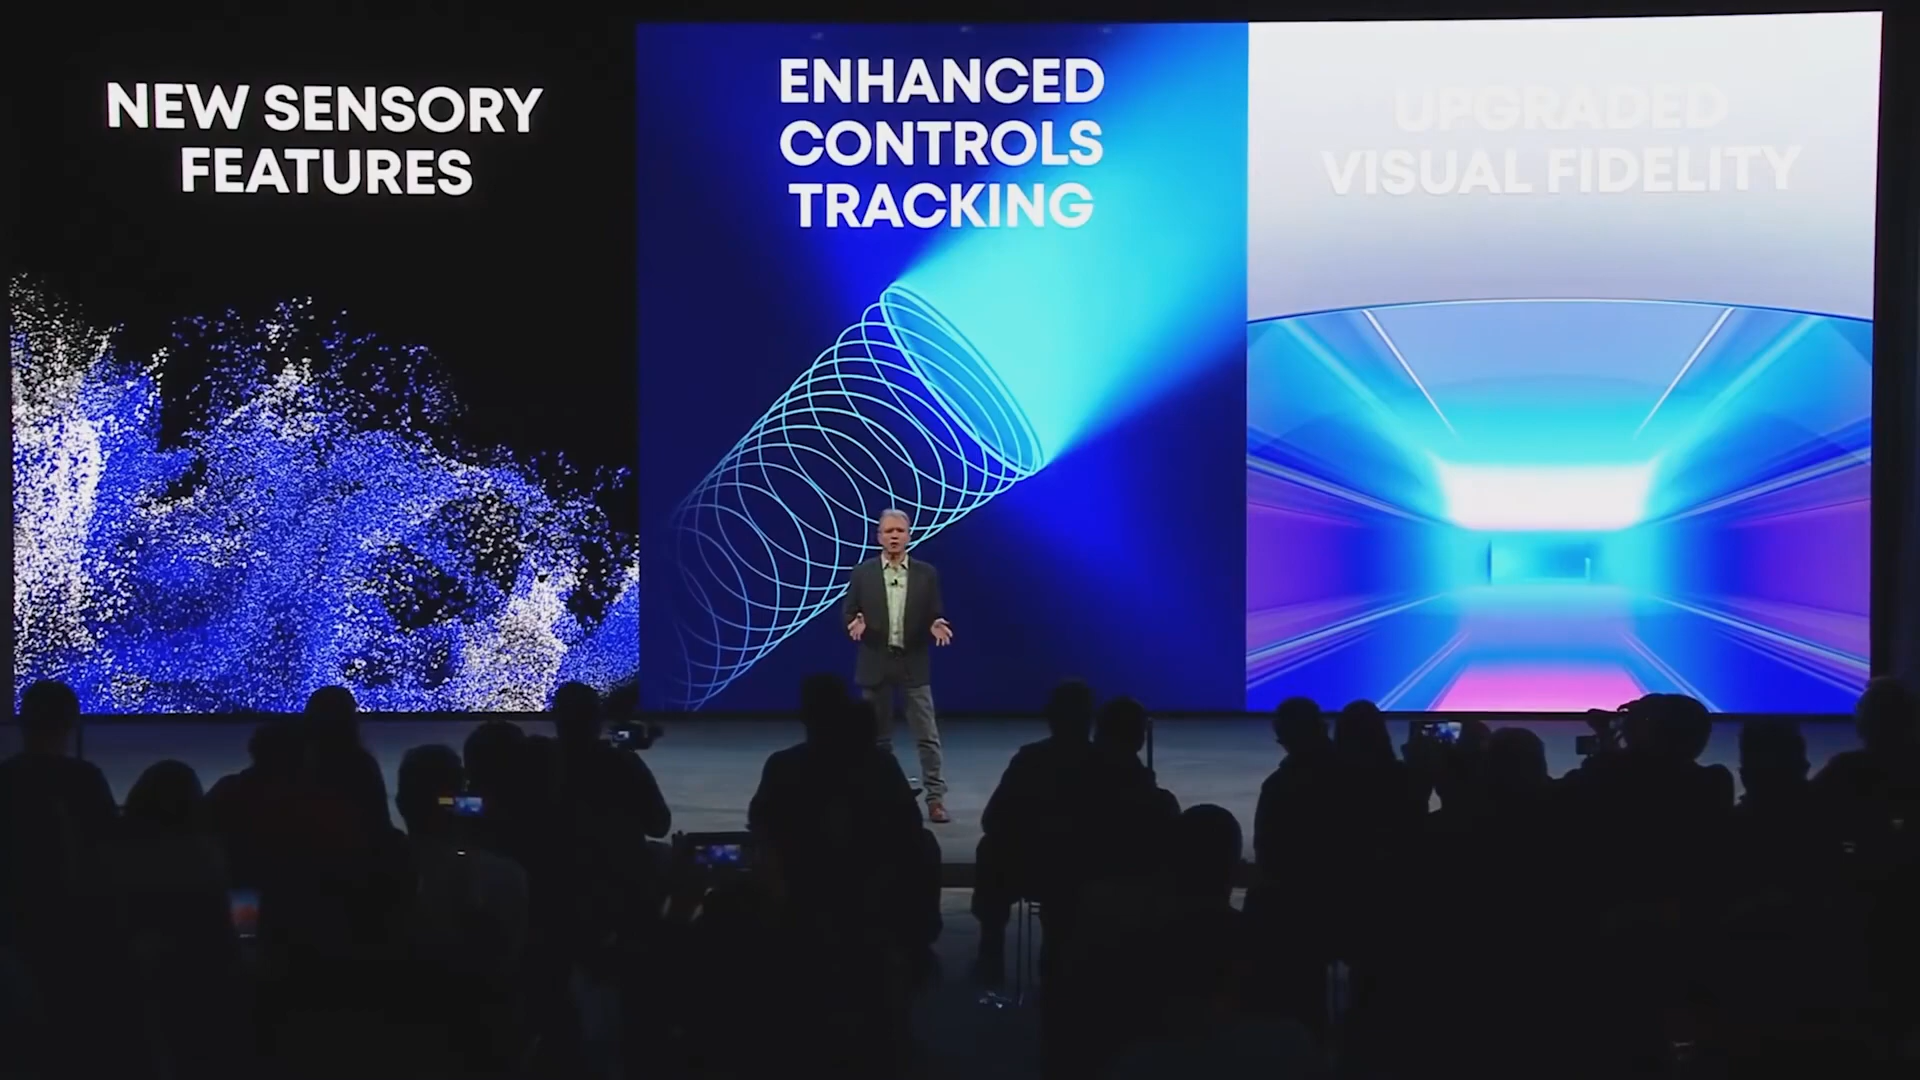 NEW SENSORY
FEATURES
ENHANCED
CONTROLS
TRACKING
UPGRADED
VISUAL FIDELITY